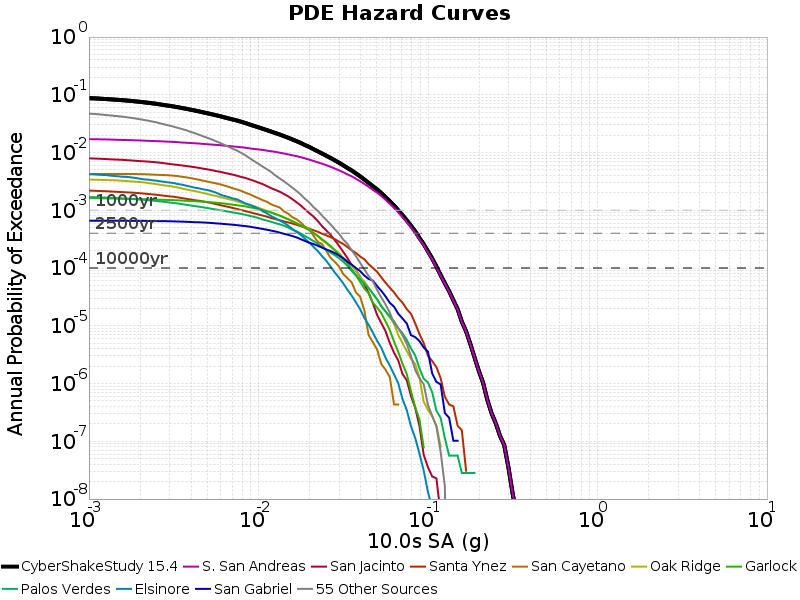 PDE Hazard Curves
10^0
10^-1
10^-2
10^-3
10^-4
10^-5
10^-6
10^-7
10^-8
Annual Probability of Exceedance
1000yr
2500yr
10000yr
10^-3 10^-2 10^-1 10^0 10^1
10.0s SA (g)
CyberShakeStudy 15.4 S. San Andreas San Jacinto Santa Ynez San Cayetano Oak Ridge Garlock
Palos Verdes Elsinore San Gabriel 55 Other Sources